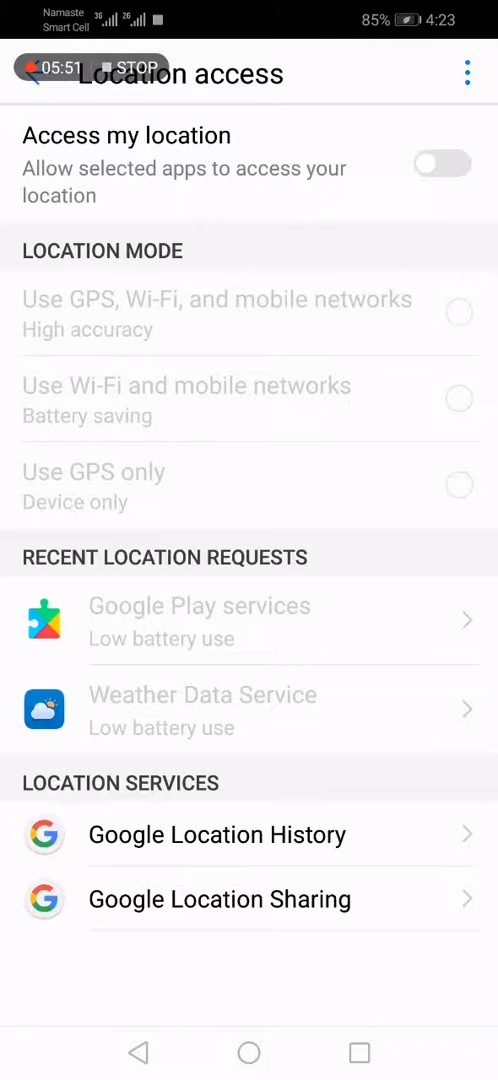 Namaste
Smart Cell
3G
2G
85%
4:23
05:51
STOP
Location access
Access my location
Allow selected apps to access your
location
LOCATION MODE
Use GPS, Wi-Fi, and mobile networks
High accuracy
Use Wi-Fi and mobile networks
Battery saving
Use GPS only
Device only
RECENT LOCATION REQUESTS
Google Play services
Low battery use
Weather Data Service
Low battery use
LOCATION SERVICES
Google Location History
Google Location Sharing